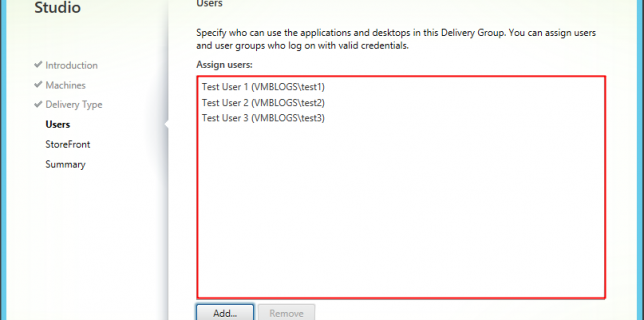 Studio
Users
Specify who can use the applications and desktops in this Delivery Group. You can assign users
and user groups who log on with valid credentials.
Introduction
Assign users:
Machines
Test User 1 (VMBLOGS\test1)
Delivery Type
Test User 2 (VMBLOGS\test2)
Users
Test User 3 (VMBLOGS\test3)
StoreFront
Summary
Add...
Remove